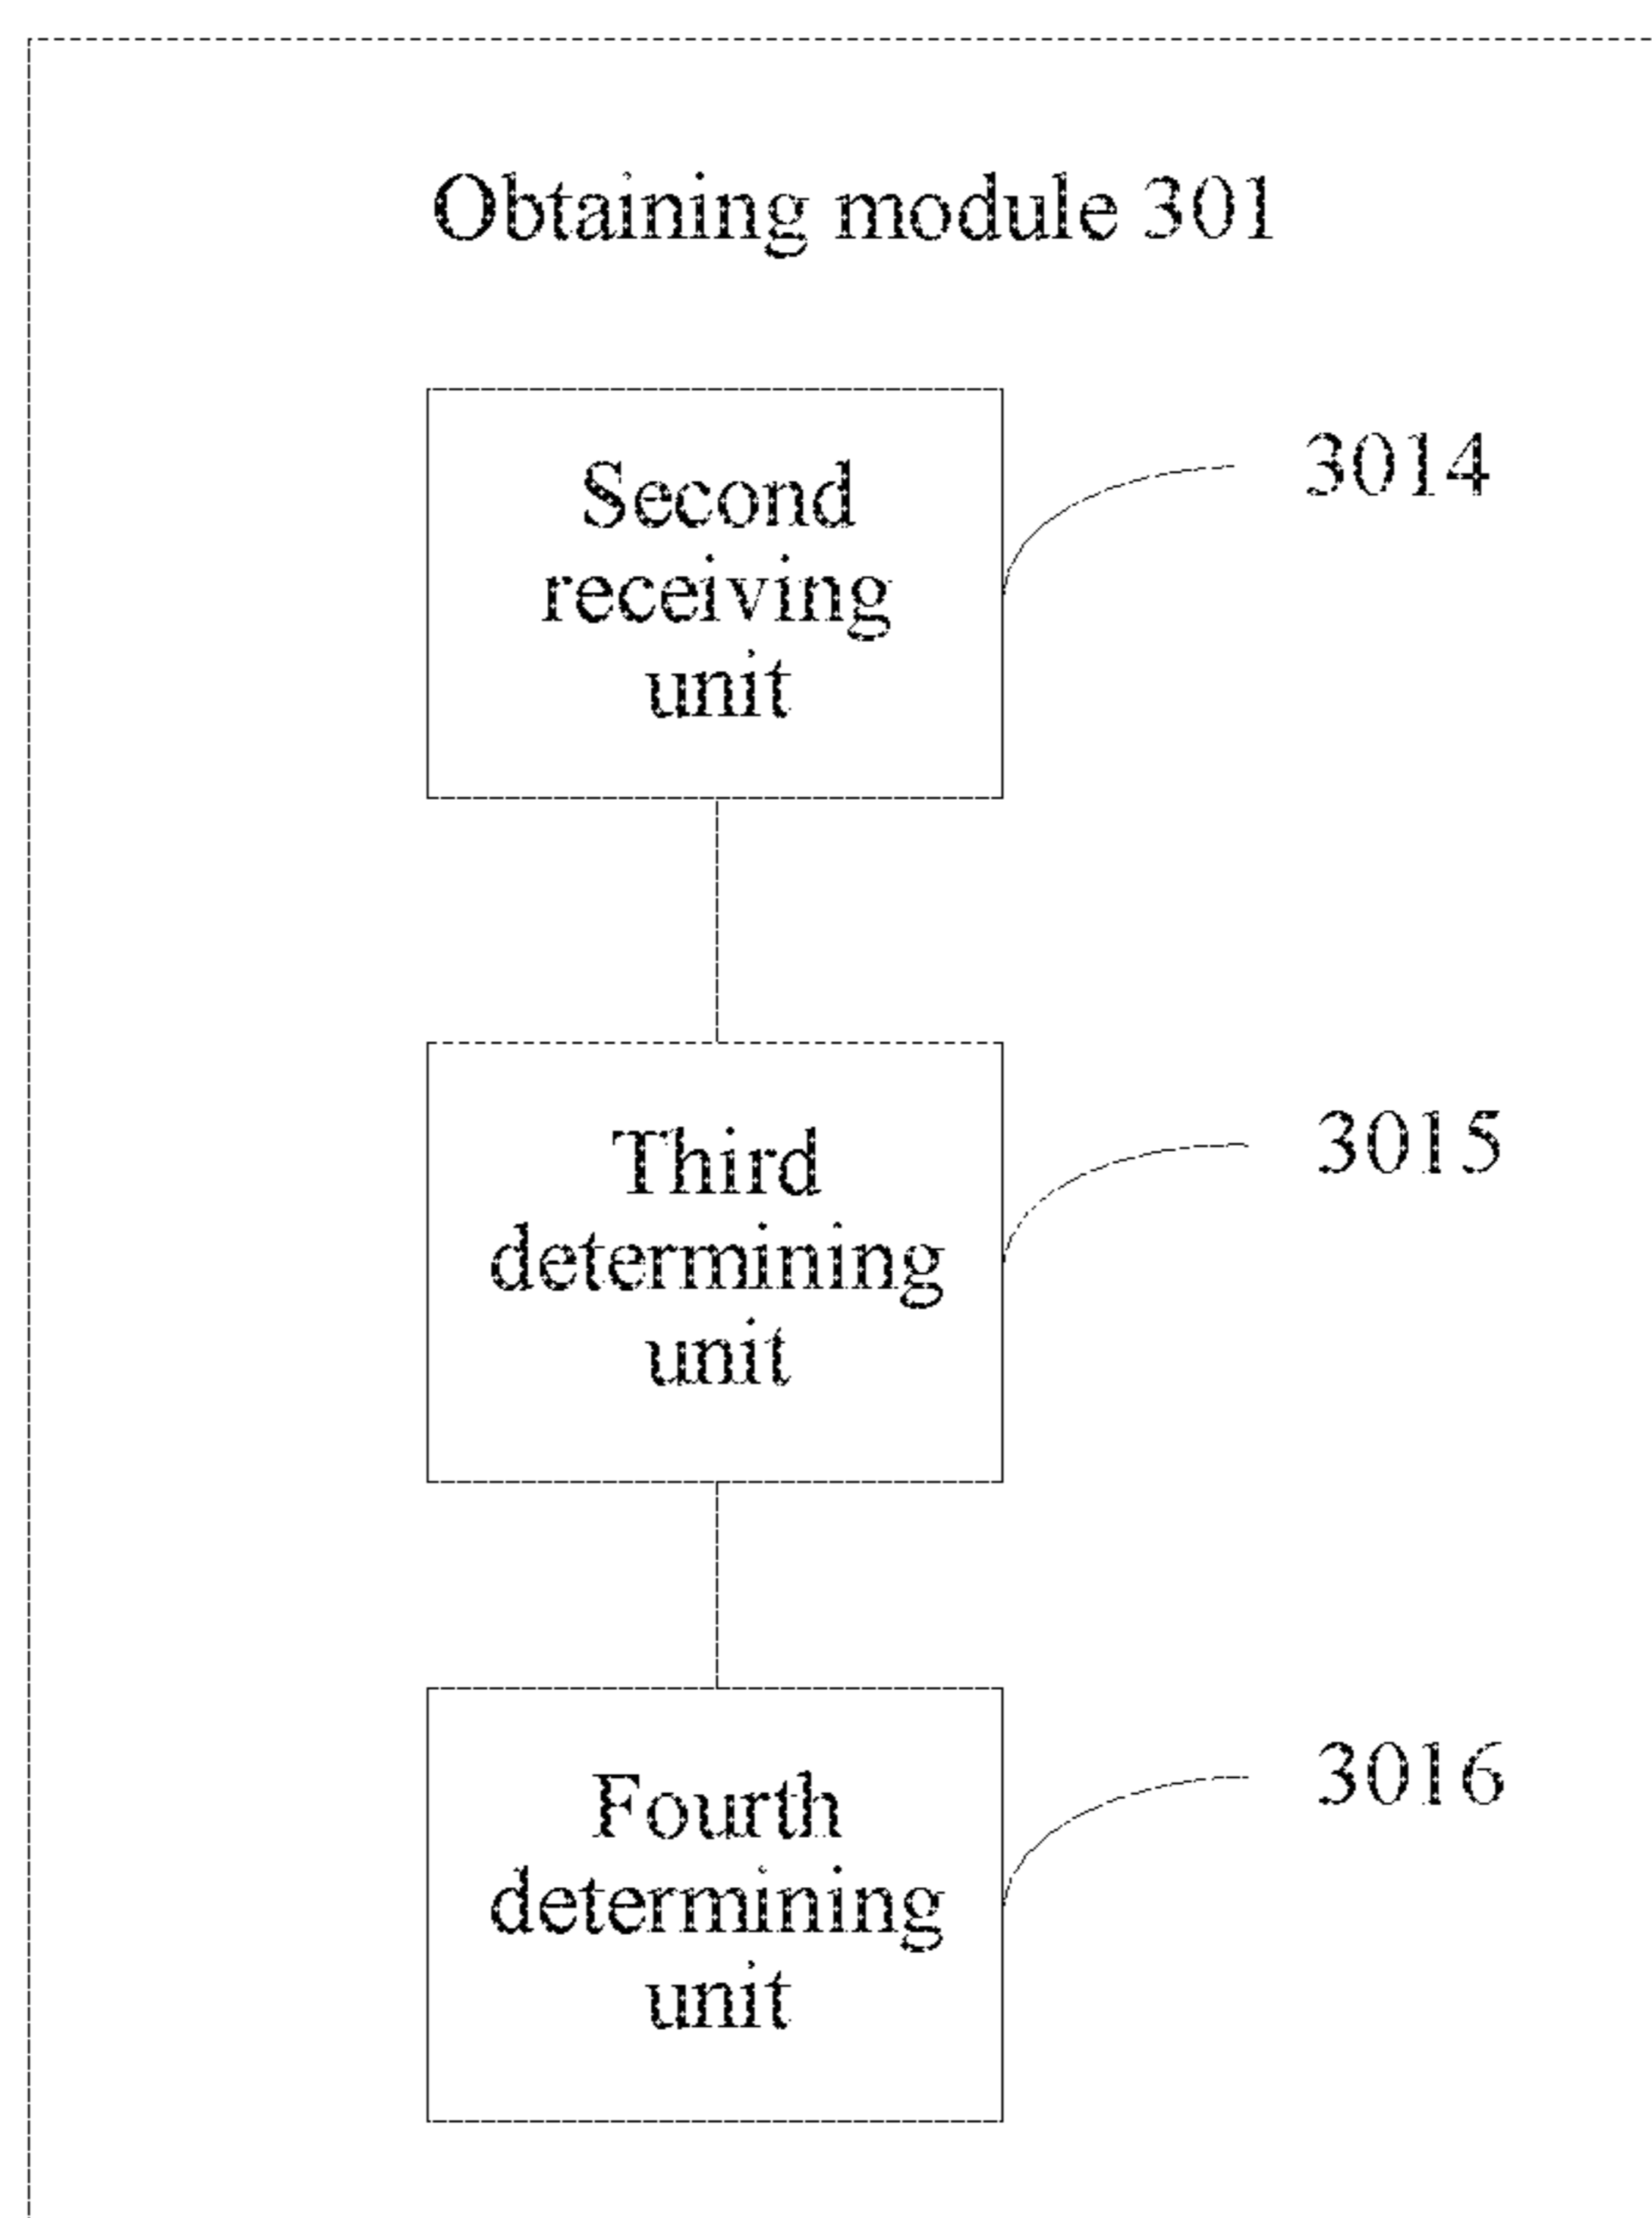 Obtaining module 301
Second
receiving
unit
3014
Third
determining
unit
3015
Fourth
determining
unit
3016